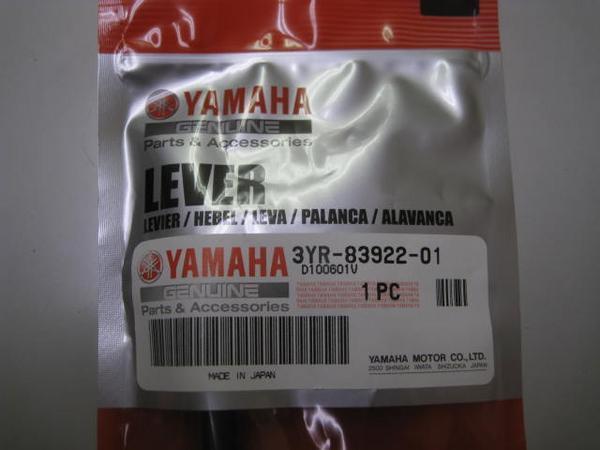 YAMAHA
GENUINE
Parts & Accessories
LEVER
LEVIER / HEBEL / LEVA / PALANCA / ALAVANCA
YAMAHA 3YR-83922-01
D100601V
GENUINE
Parts & Accessories
1 PC
MADE IN JAPAN
YAMAHA MOTOR CO.,LTD.
2500 SHINGAI IWATA SHIZUOKA JAPAN